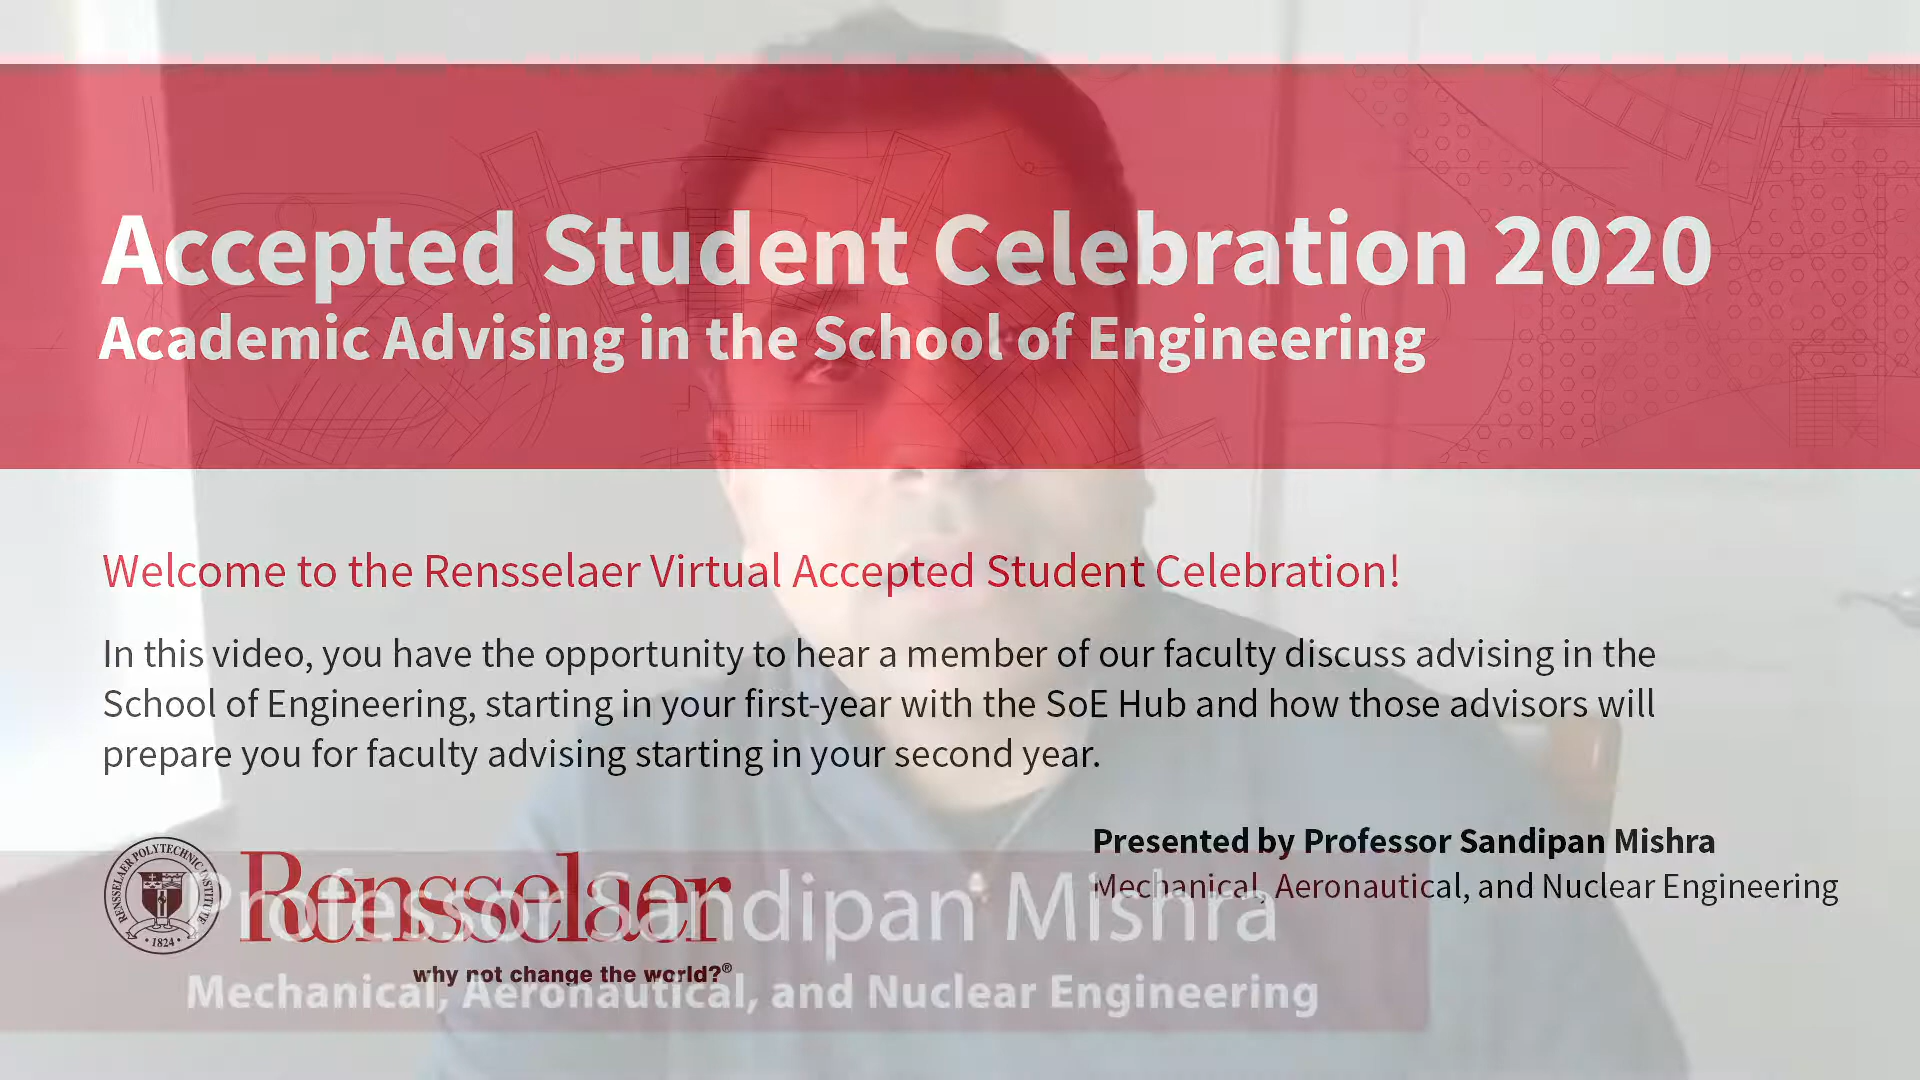 Accepted Student Celebration 2020
Academic Advising in the School of Engineering
Welcome to the Rensselaer Virtual Accepted Student Celebration!
In this video, you have the opportunity to hear a member of our faculty discuss advising in the
School of Engineering, starting in your first-year with the SoE Hub and how those advisors will
prepare you for faculty advising starting in your second year.
Presented by Professor Sandipan Mishra
Mechanical, Aeronautical, and Nuclear Engineering
RENSSELAER POLYTECHNIC INSTITUTE
1824
Rensselaer
why not change the world?®
Professor Sandipan Mishra
Mechanical, Aeronautical, and Nuclear Engineering